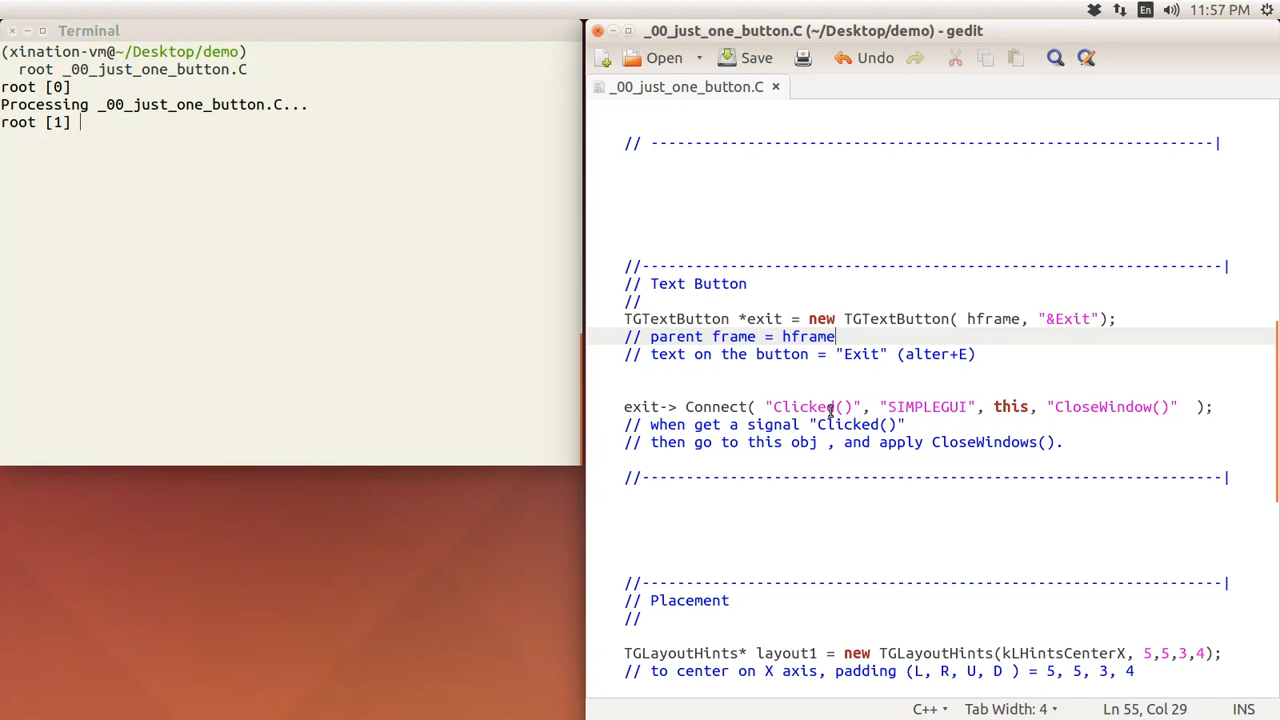 En 11:57 PM
Terminal
(xination-vm@~/Desktop/demo)
root _00_just_one_button.C
root [0]
Processing _00_just_one_button.C...
root [1]
_00_just_one_button.C (~/Desktop/demo) - gedit
Open Save Undo
_00_just_one_button.C ×
// ----------------------------------------------------------------|
//------------------------------------------------------------------|
// Text Button
//
TGTextButton *exit = new TGTextButton( hframe, "&Exit");
// parent frame = hframe
// text on the button = "Exit" (alter+E)
exit-> Connect( "Clicked()", "SIMPLEGUI", this, "CloseWindow()"  );
// when get a signal "Clicked()"
// then go to this obj , and apply CloseWindows().
//------------------------------------------------------------------|
//------------------------------------------------------------------|
// Placement
//
TGLayoutHints* layout1 = new TGLayoutHints(kLHintsCenterX, 5,5,3,4);
// to center on X axis, padding (L, R, U, D ) = 5, 5, 3, 4
C++ Tab Width: 4 Ln 55, Col 29 INS